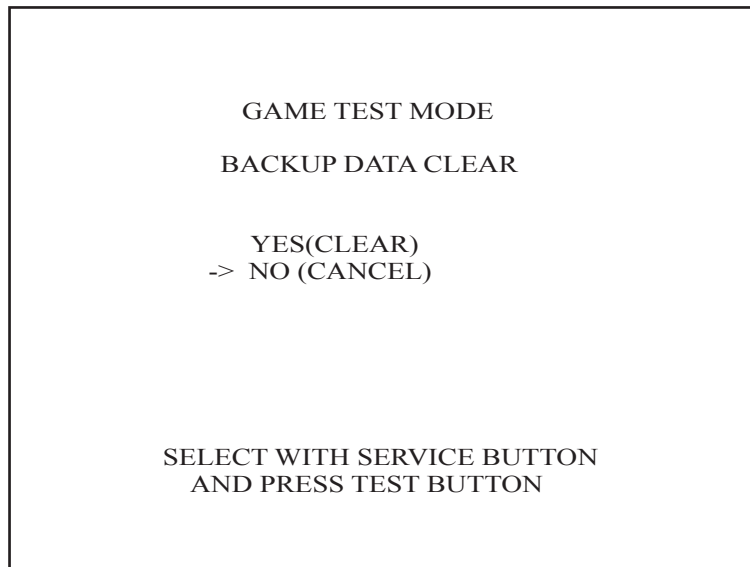 GAME TEST MODE
BACKUP DATA CLEAR
YES(CLEAR)
-> NO (CANCEL)
SELECT WITH SERVICE BUTTON
AND PRESS TEST BUTTON